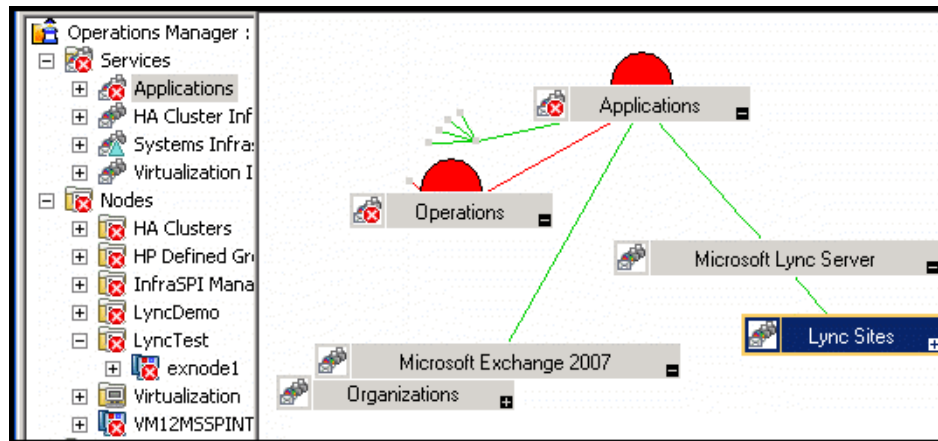 Operations Manager :
Services
Applications
HA Cluster Inf
Systems Infra
Virtualization I
Nodes
HA Clusters
HP Defined Gr
InfraSPI Mana
LyncDemo
LyncTest
exnode1
Virtualization
VM12MSSPINT
Applications
Operations
Microsoft Lync Server
Lync Sites
Microsoft Exchange 2007
Organizations